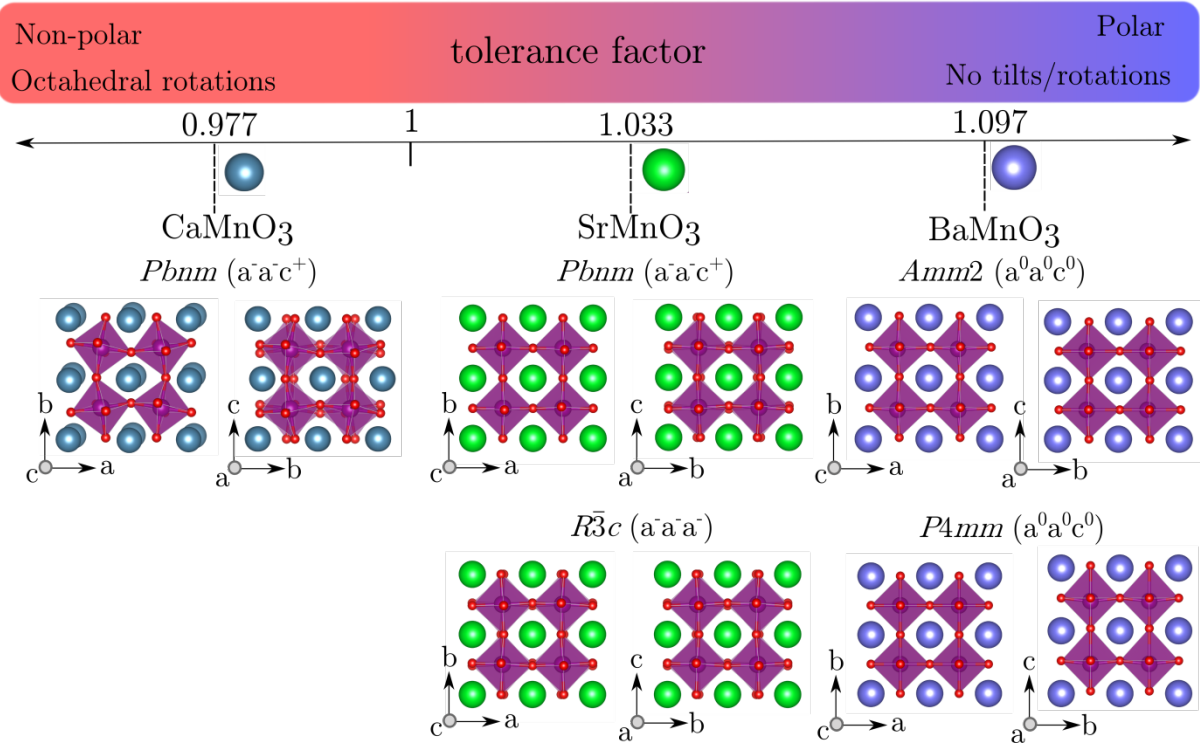 Non-polar
Polar
tolerance factor
Octahedral rotations
No tilts/rotations
0.977
1
1.033
1.097
CaMnO₃
SrMnO₃
BaMnO₃
Pbnm (a⁻a⁻c⁺)
Pbnm (a⁻a⁻c⁺)
Amm2 (a⁰a⁰c⁰)
b
c
a
c
a
b
b
c
a
c
a
b
b
c
a
c
a
b
R3̄c (a⁻a⁻a⁻)
P4mm (a⁰a⁰c⁰)
b
c
a
c
a
b
b
c
a
c
a
b